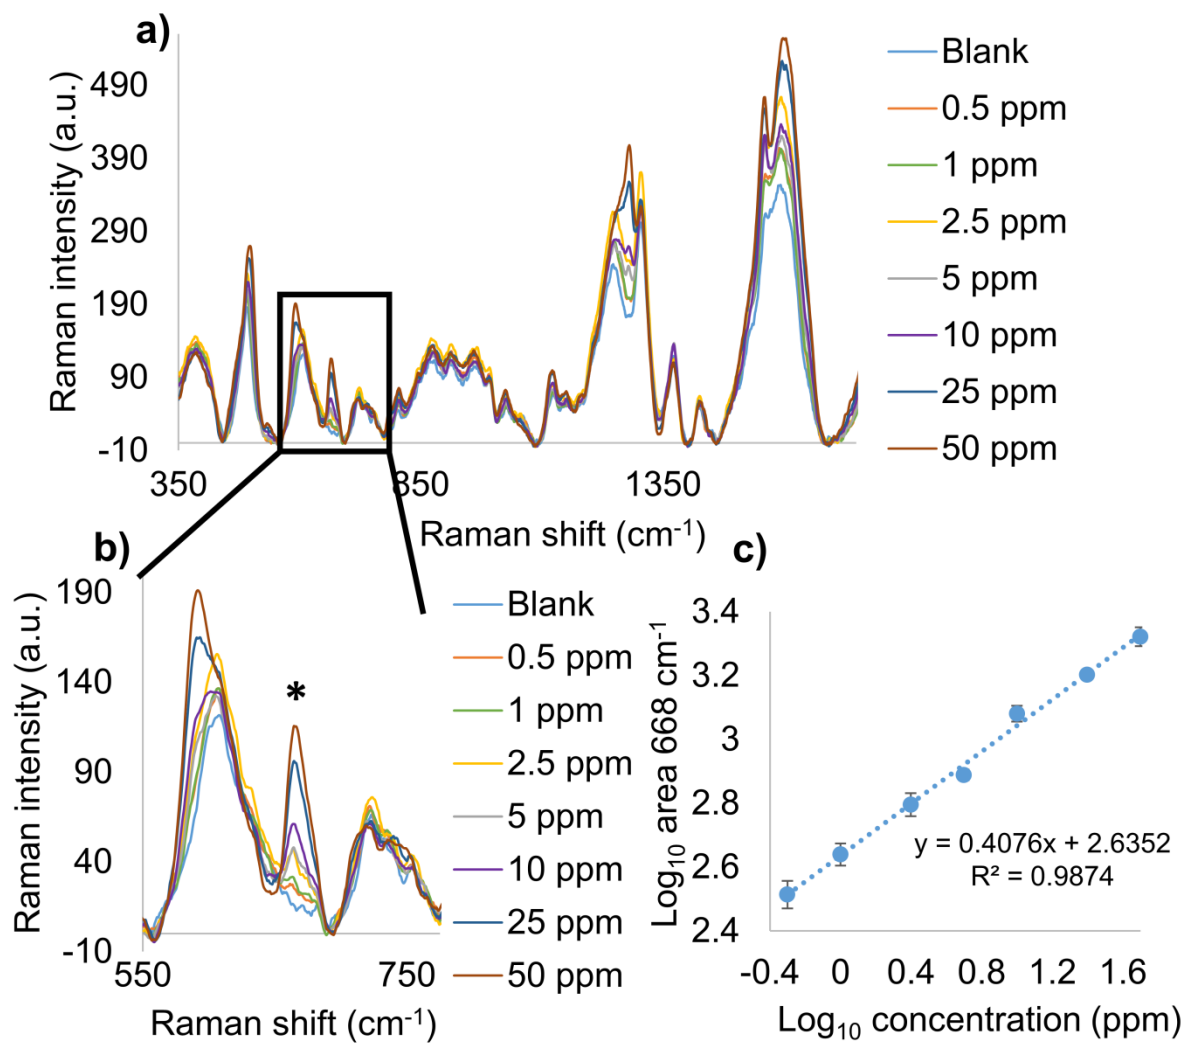 a)
Raman intensity (a.u.)
490
390
290
190
90
-10
350
850
1350
Raman shift (cm-1)
Blank
0.5 ppm
1 ppm
2.5 ppm
5 ppm
10 ppm
25 ppm
50 ppm
b)
Raman intensity (a.u.)
190
140
90
40
-10
550
750
Raman shift (cm-1)
*
Blank
0.5 ppm
1 ppm
2.5 ppm
5 ppm
10 ppm
25 ppm
50 ppm
c)
Log10 area 668 cm-1
3.4
3.2
3
2.8
2.6
2.4
y = 0.4076x + 2.6352
R² = 0.9874
-0.4
0
0.4
0.8
1.2
1.6
Log10 concentration (ppm)